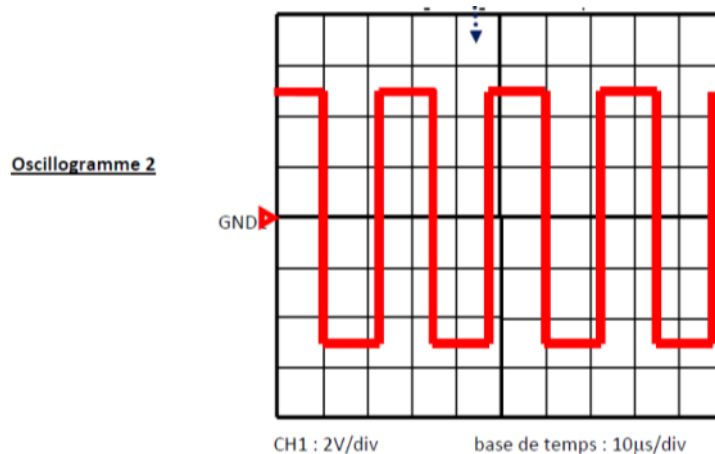 Oscillogramme 2
GND
CH1 : 2V/div
base de temps : 10µs/div